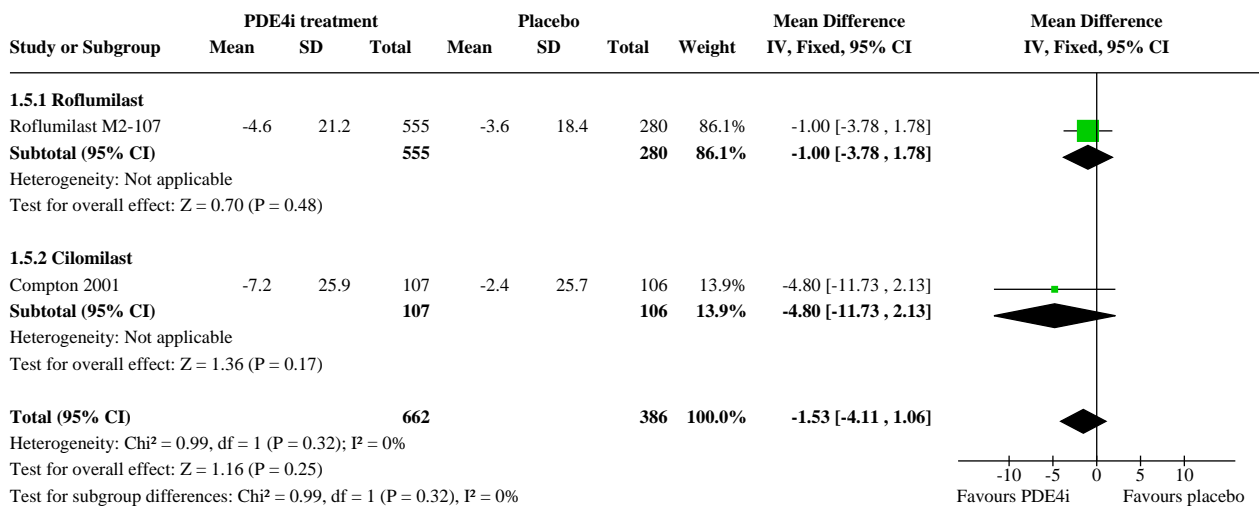 PDE4i treatment Placebo Mean Difference Mean Difference
Study or Subgroup Mean SD Total Mean SD Total Weight IV, Fixed, 95% CI IV, Fixed, 95% CI
1.5.1 Roflumilast
Roflumilast M2-107 -4.6 21.2 555 -3.6 18.4 280 86.1% -1.00 [-3.78 , 1.78]
Subtotal (95% CI) 555 280 86.1% -1.00 [-3.78 , 1.78]
Heterogeneity: Not applicable
Test for overall effect: Z = 0.70 (P = 0.48)
1.5.2 Cilomilast
Compton 2001 -7.2 25.9 107 -2.4 25.7 106 13.9% -4.80 [-11.73 , 2.13]
Subtotal (95% CI) 107 106 13.9% -4.80 [-11.73 , 2.13]
Heterogeneity: Not applicable
Test for overall effect: Z = 1.36 (P = 0.17)
Total (95% CI) 662 386 100.0% -1.53 [-4.11 , 1.06]
Heterogeneity: Chi² = 0.99, df = 1 (P = 0.32); I² = 0%
Test for overall effect: Z = 1.16 (P = 0.25)
-10 -5 0 5 10
Test for subgroup differences: Chi² = 0.99, df = 1 (P = 0.32), I² = 0% Favours PDE4i Favours placebo